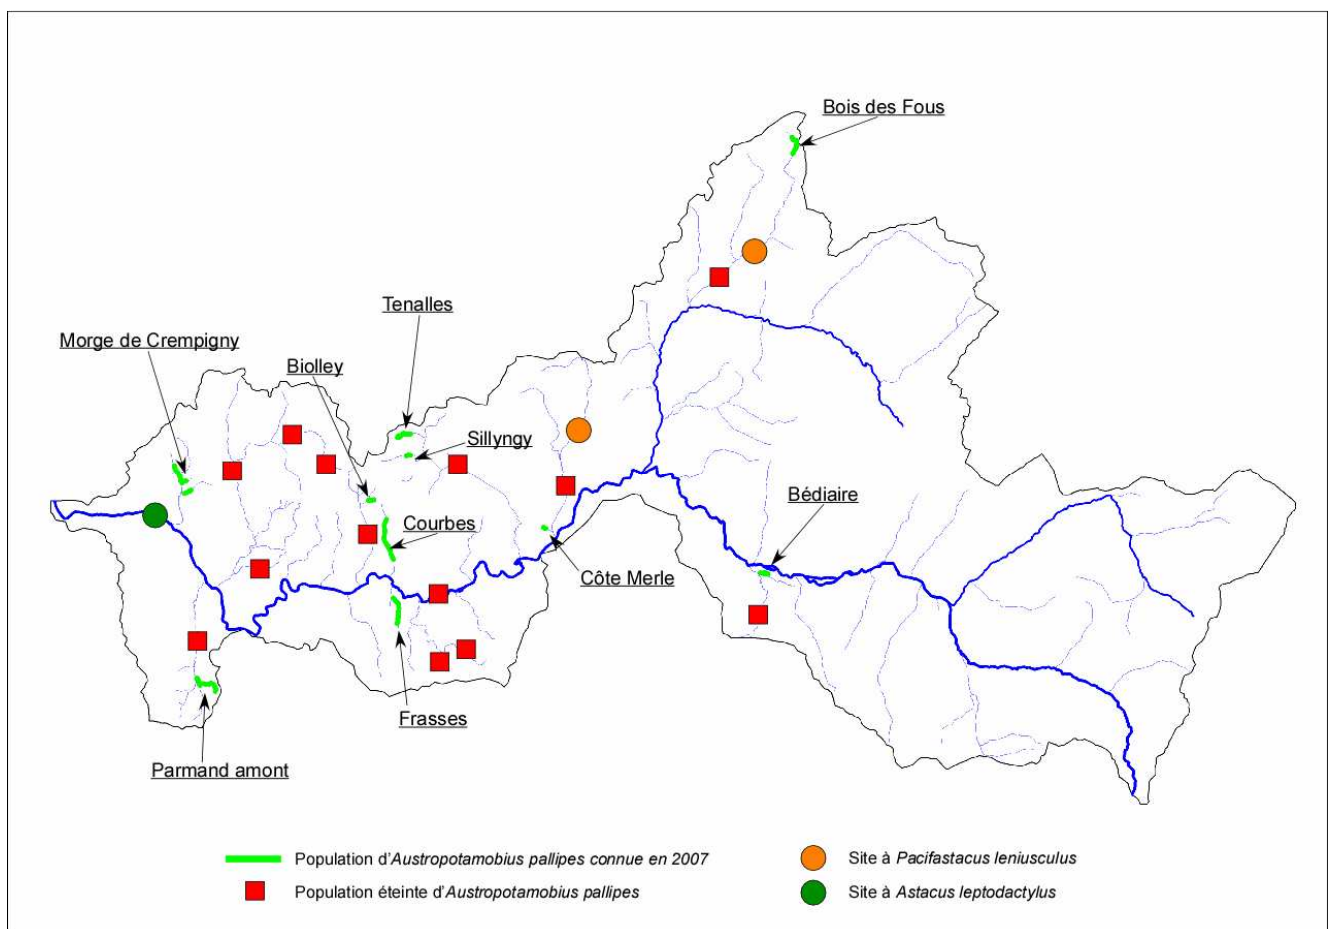 Bois des Fous
Tenalles
Morge de Crempigny
Biolley
Sillyngy
Bédiaire
Courbes
Côte Merle
Frasses
Parmand amont
Population d'Austropotamobius pallipes connue en 2007
Site à Pacifastacus leniusculus
Population éteinte d'Austropotamobius pallipes
Site à Astacus leptodactylus